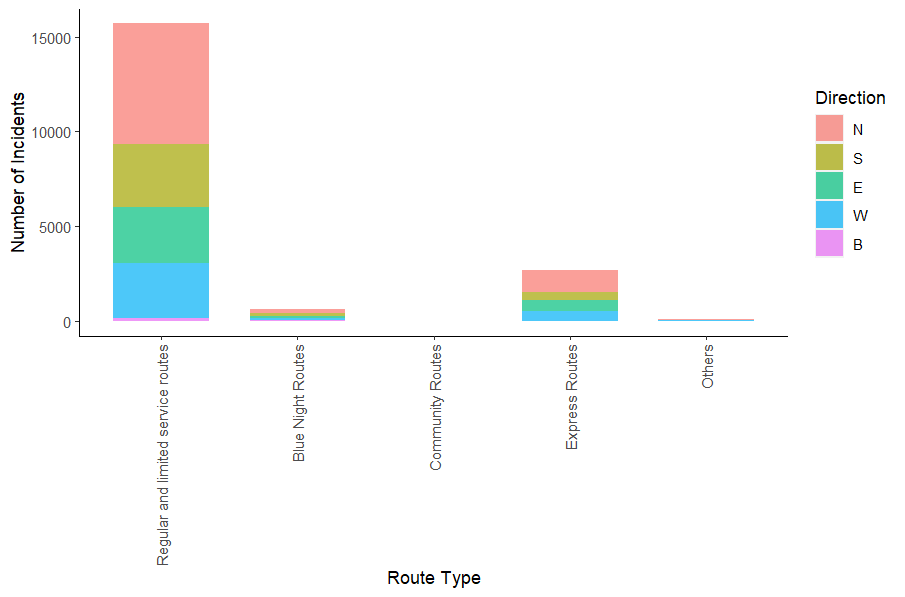 Number of Incidents
15000
10000
5000
0
Regular and limited service routes
Blue Night Routes
Community Routes
Express Routes
Others
Route Type
Direction
N
S
E
W
B